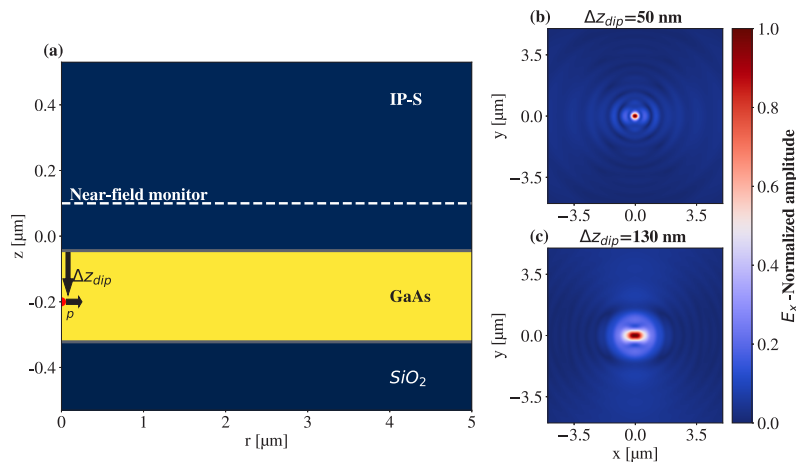 (a)
IP-S
Near-field monitor
Δz_dip
p
GaAs
SiO₂
z [μm]
0.4
0.2
0.0
-0.2
-0.4
0
1
2
3
4
5
r [μm]
(b)
Δz_dip=50 nm
y [μm]
3.5
0.0
−3.5
−3.5
0.0
3.5
(c)
Δz_dip=130 nm
y [μm]
3.5
0.0
−3.5
−3.5
0.0
3.5
x [μm]
1.0
0.8
0.6
0.4
0.2
0.0
E_x -Normalized amplitude